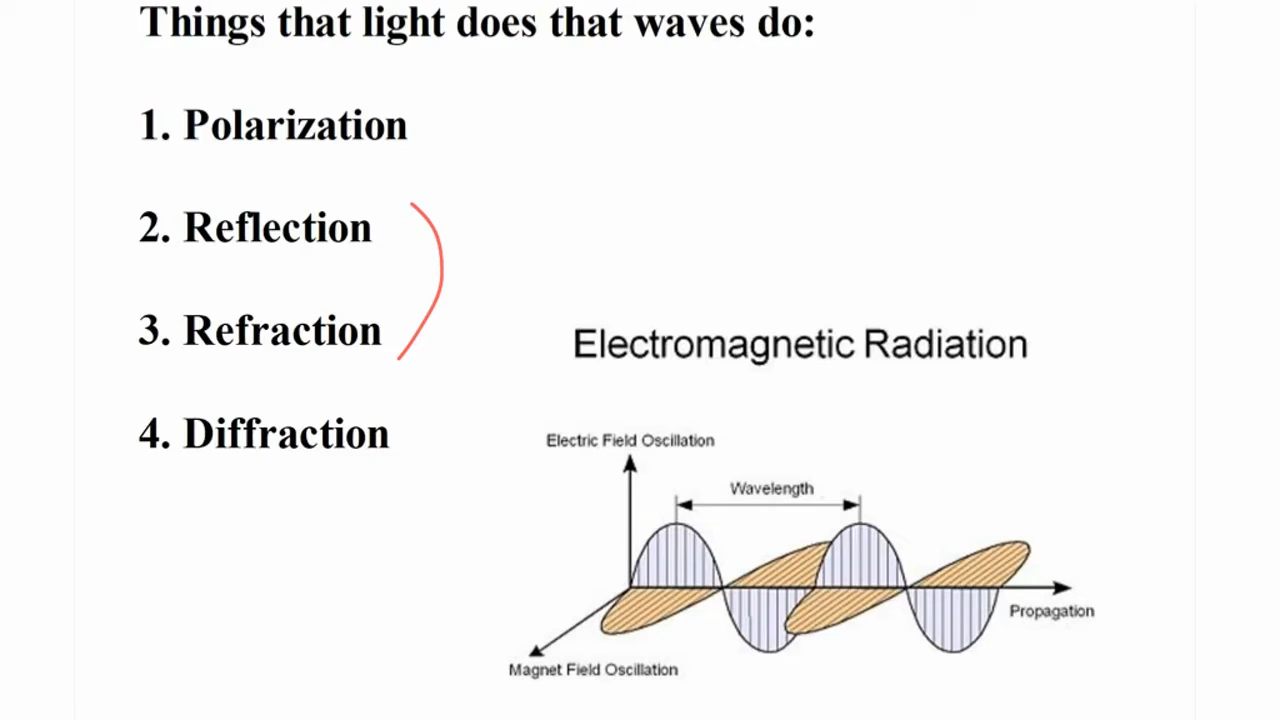 Things that light does that waves do:
1. Polarization
2. Reflection
3. Refraction
4. Diffraction
Electromagnetic Radiation
Electric Field Oscillation
Wavelength
Propagation
Magnet Field Oscillation